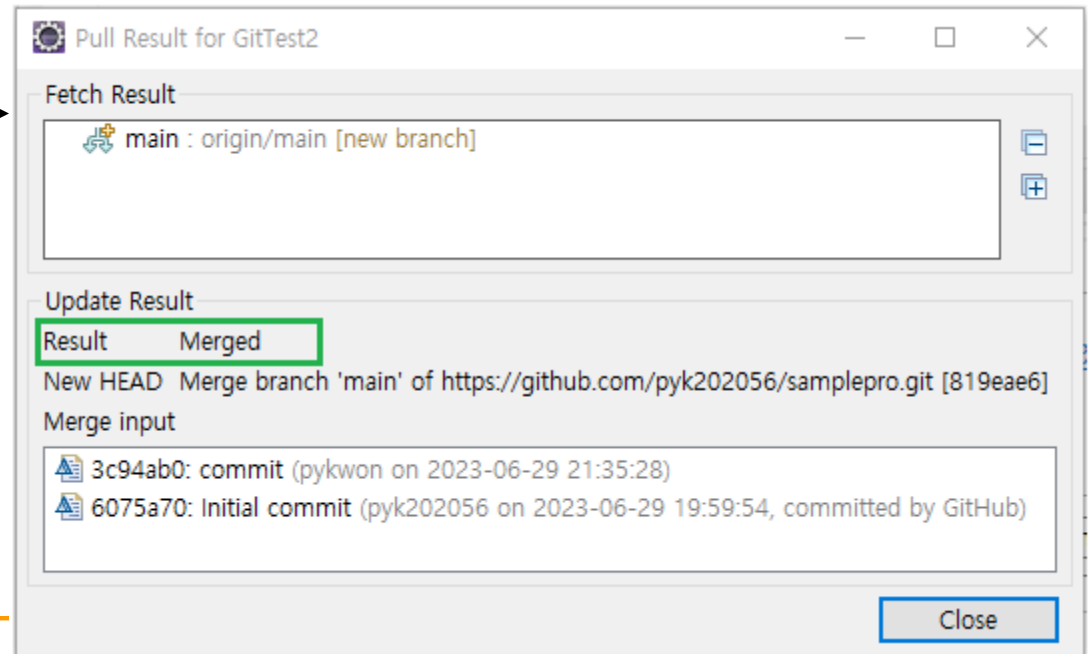 Pull Result for GitTest2
Fetch Result
main : origin/main [new branch]
Update Result
Result Merged
New HEAD Merge branch 'main' of https://github.com/pyk202056/samplepro.git [819eae6]
Merge input
3c94ab0: commit (pykwon on 2023-06-29 21:35:28)
6075a70: Initial commit (pyk202056 on 2023-06-29 19:59:54, committed by GitHub)
Close